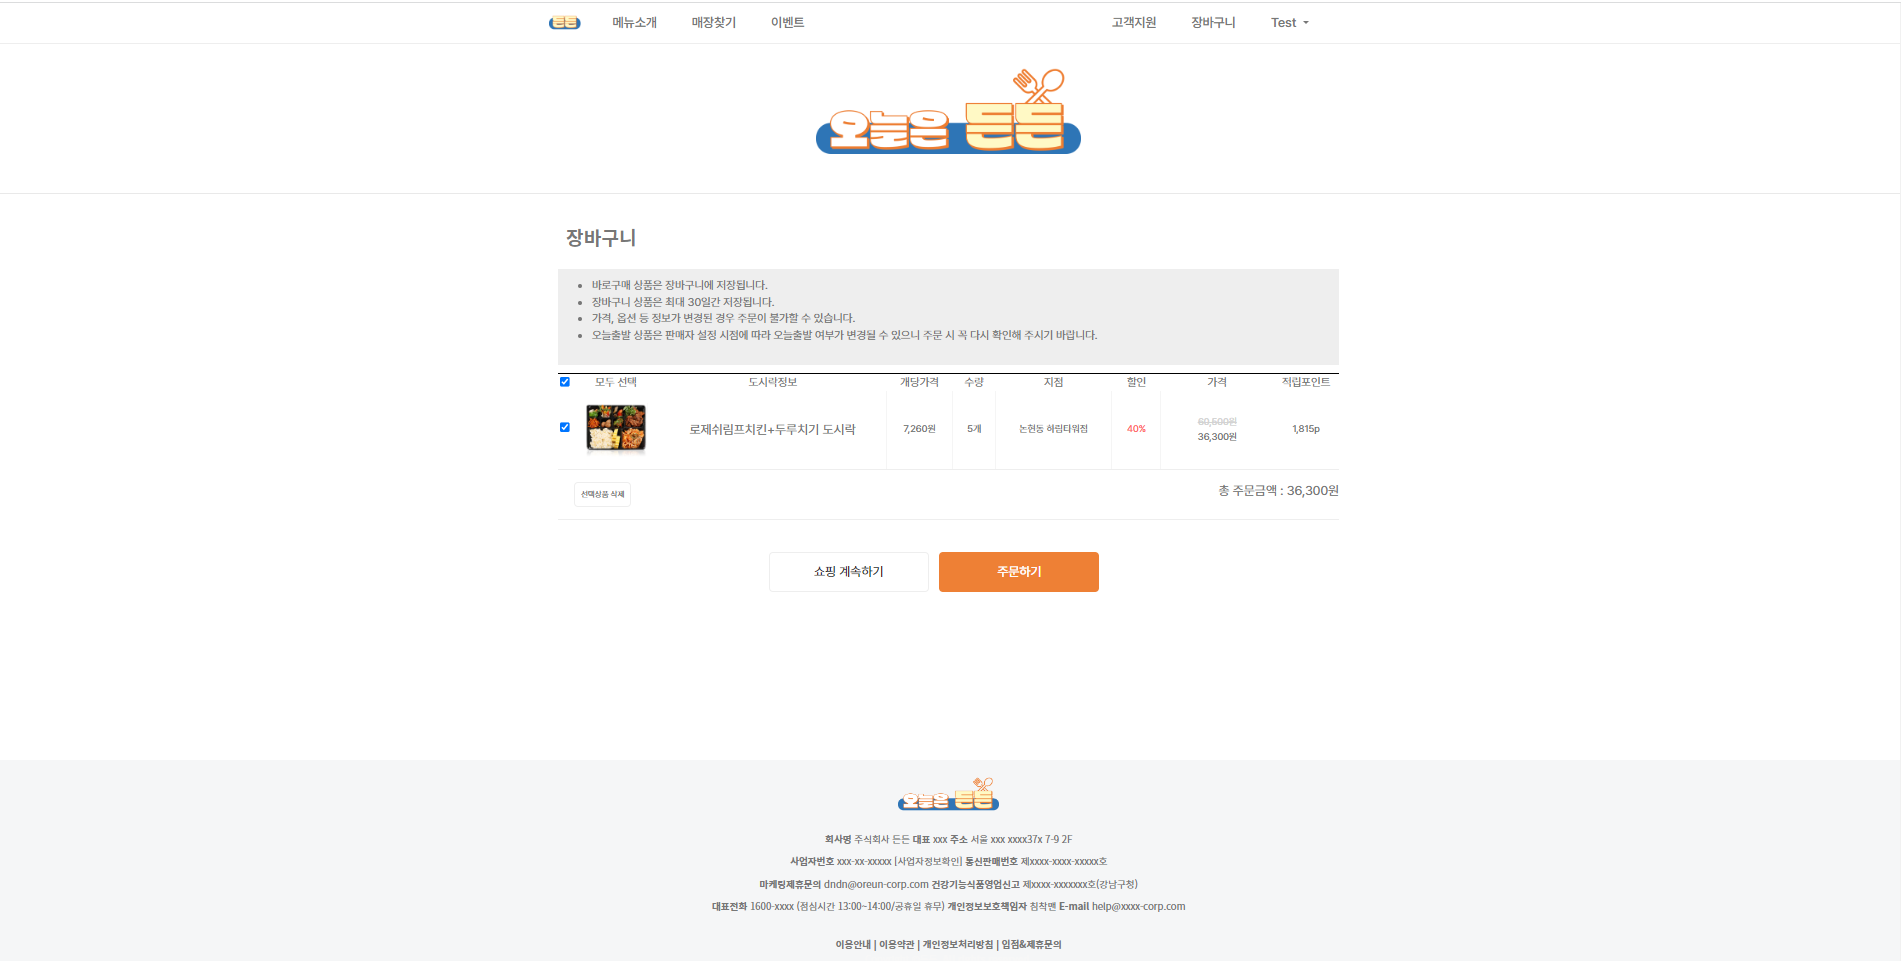 든든 메뉴소개 매장찾기 이벤트 고객지원 장바구니 Test
오늘은 든든
장바구니
바로구매 상품은 장바구니에 저장됩니다.
장바구니 상품은 최대 30일간 저장됩니다.
가격, 옵션 등 정보가 변경된 경우 주문이 불가할 수 있습니다.
오늘출발 상품은 판매자 설정 시점에 따라 오늘출발 여부가 변경될 수 있으니 주문 시 꼭 다시 확인해 주시기 바랍니다.
모두 선택 도시락정보 개당가격 수량 지점 할인 가격 적립포인트
로제쉬림프치킨+두루치기 도시락 7,260원 5개 논현동 하림타워점 40% 60,500원 36,300원 1,815p
선택상품 삭제 총 주문금액 : 36,300원
쇼핑 계속하기 주문하기
오늘은 든든
회사명 주식회사 든든 대표 xxx 주소 서울 xxx xxxx37x 7-9 2F
사업자번호 xxx-xx-xxxxx [사업자정보확인] 통신판매번호 제xxxx-xxxx-xxxxx호
마케팅제휴문의 dndn@oreun-corp.com 건강기능식품영업신고 제xxxx-xxxxxxx호(강남구청)
대표전화 1600-xxxx (점심시간 13:00~14:00/공휴일 휴무) 개인정보보호책임자 침착맨 E-mail help@xxxx-corp.com
이용안내 | 이용약관 | 개인정보처리방침 | 입점&제휴문의